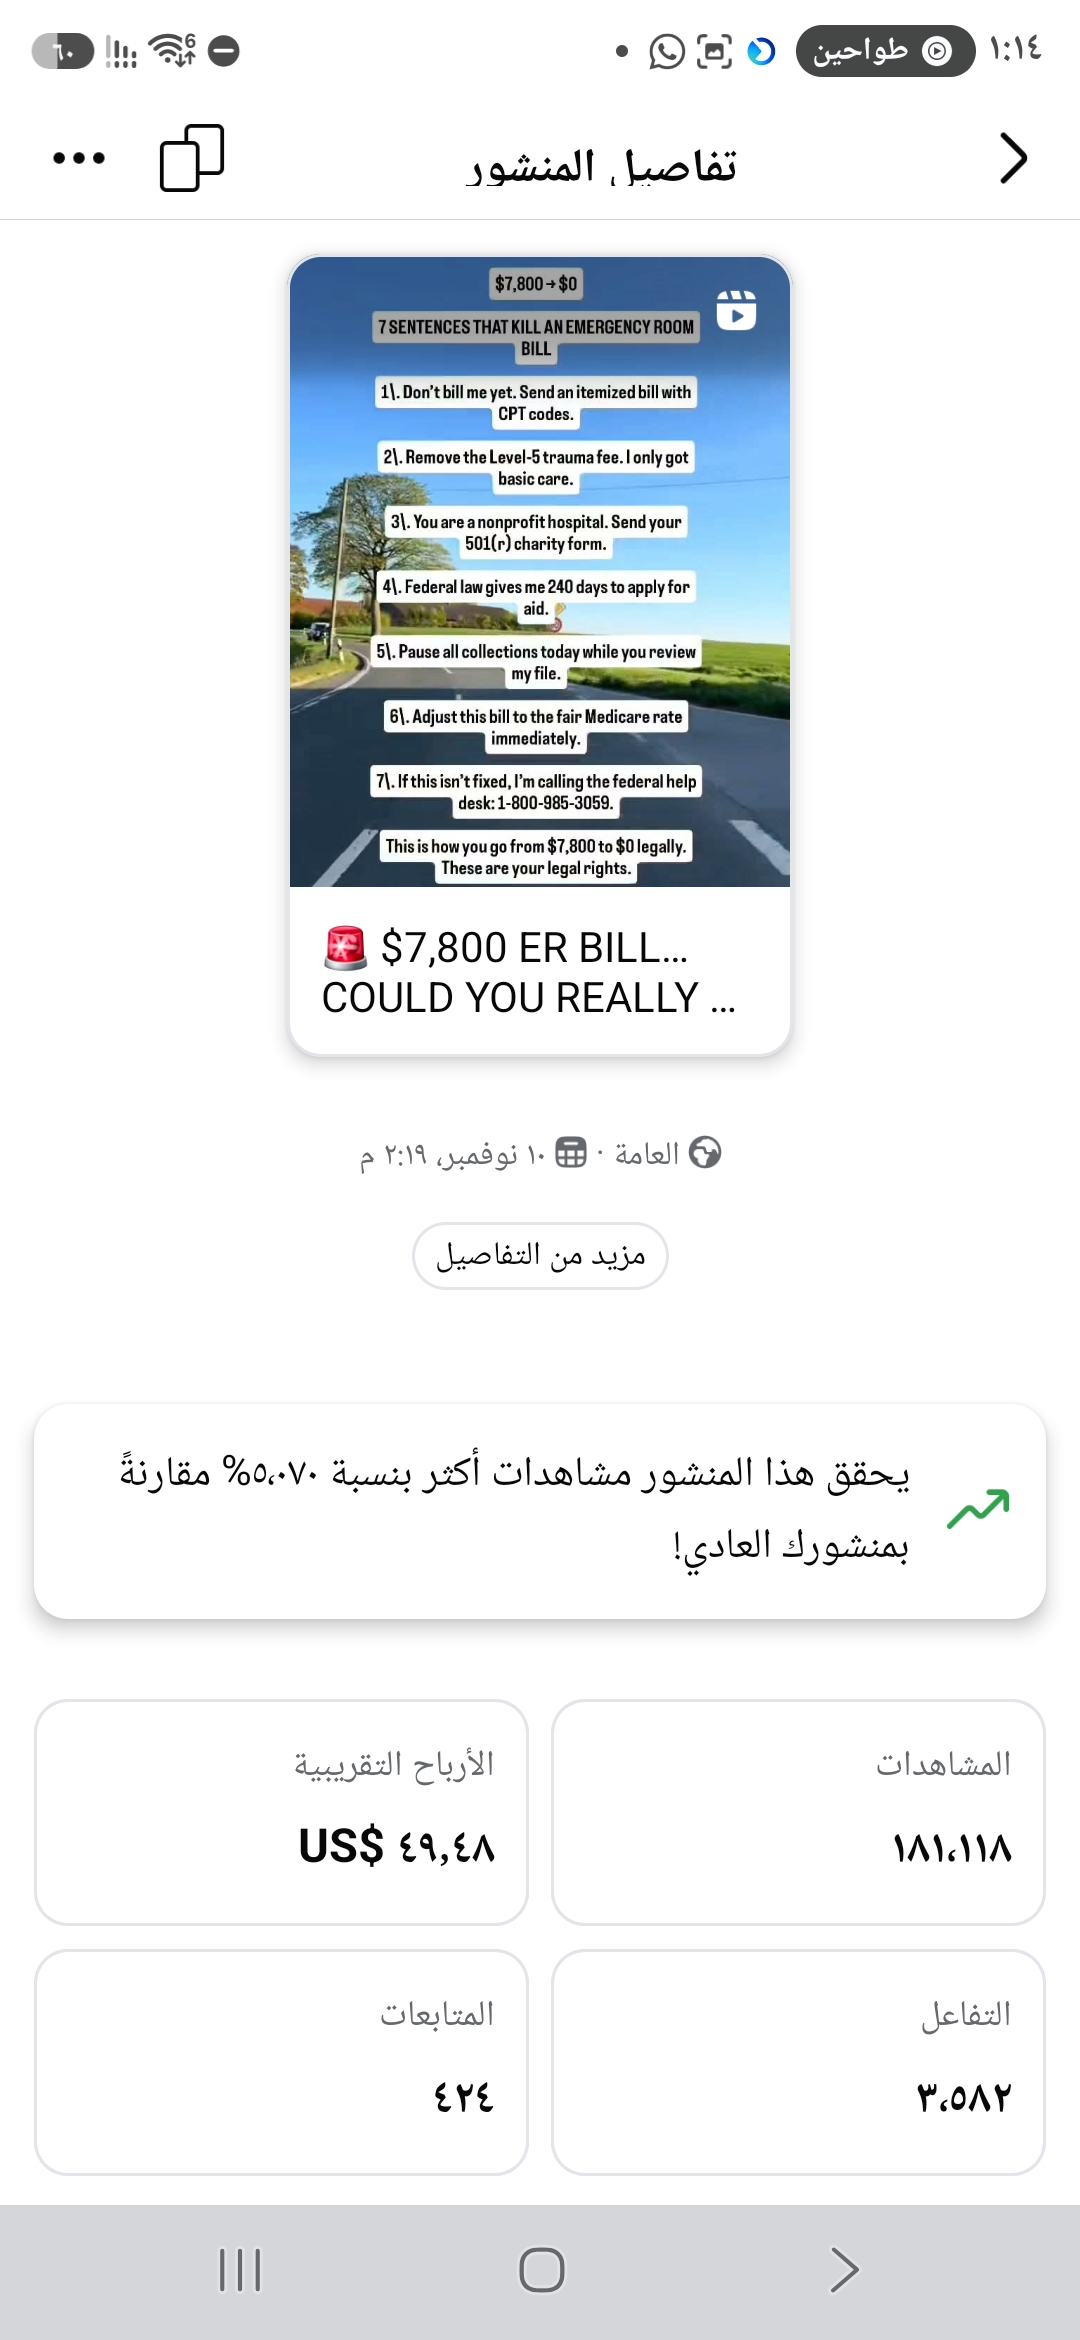 ١:١٤
طواحين
٦٠
6
تفاصيل المنشور
$7,800→$0
7 SENTENCES THAT KILL AN EMERGENCY ROOM
BILL
1\. Don't bill me yet. Send an itemized bill with
CPT codes.
2\. Remove the Level-5 trauma fee. I only got
basic care.
3\. You are a nonprofit hospital. Send your
501(r) charity form.
4\. Federal law gives me 240 days to apply for
aid.
5\. Pause all collections today while you review
my file.
6\. Adjust this bill to the fair Medicare rate
immediately.
7\. If this isn't fixed, I'm calling the federal help
desk: 1-800-985-3059.
This is how you go from $7,800 to $0 legally.
These are your legal rights.
🚨 $7,800 ER BILL...
COULD YOU REALLY ...
العامة · ١٠ نوفمبر، ٢:١٩ م
مزيد من التفاصيل
يحقق هذا المنشور مشاهدات أكثر بنسبة ٥،٠٧٠% مقارنةً
بمنشورك العادي!
المشاهدات
١٨١،١١٨
الأرباح التقريبية
US$ ٤٩,٤٨
التفاعل
٣،٥٨٢
المتابعات
٤٢٤